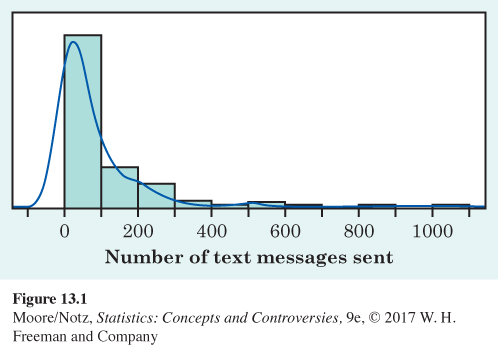 0 200 400 600 800 1000
Number of text messages sent
Figure 13.1
Moore/Notz, Statistics: Concepts and Controversies, 9e, © 2017 W. H.
Freeman and Company